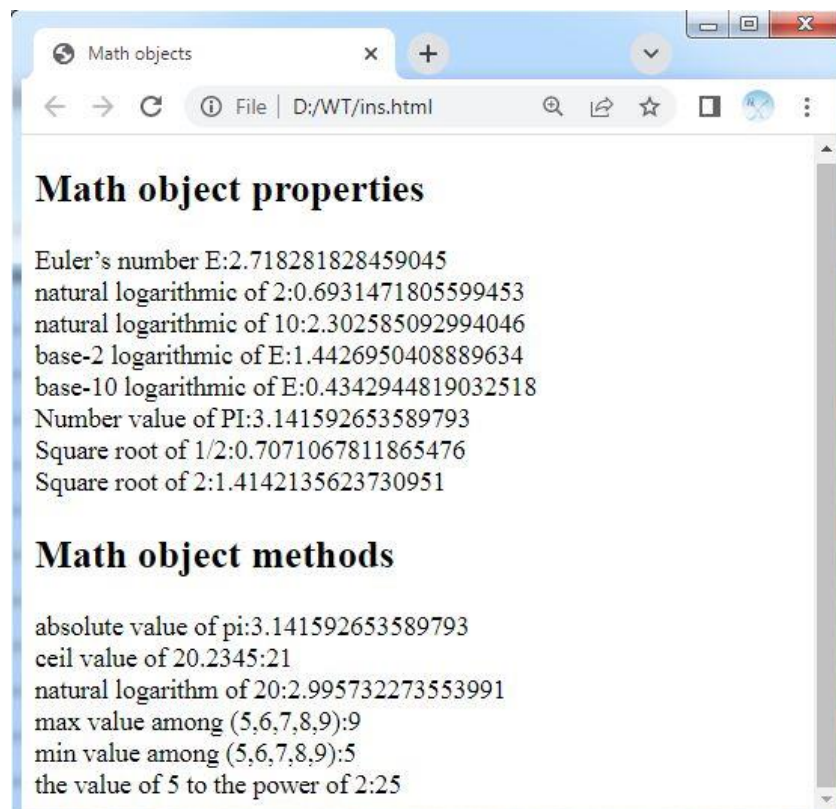 Math objects
File | D:/WT/ins.html
Math object properties
Euler’s number E:2.718281828459045
natural logarithmic of 2:0.6931471805599453
natural logarithmic of 10:2.302585092994046
base-2 logarithmic of E:1.4426950408889634
base-10 logarithmic of E:0.4342944819032518
Number value of PI:3.141592653589793
Square root of 1/2:0.7071067811865476
Square root of 2:1.4142135623730951
Math object methods
absolute value of pi:3.141592653589793
ceil value of 20.2345:21
natural logarithm of 20:2.995732273553991
max value among (5,6,7,8,9):9
min value among (5,6,7,8,9):5
the value of 5 to the power of 2:25